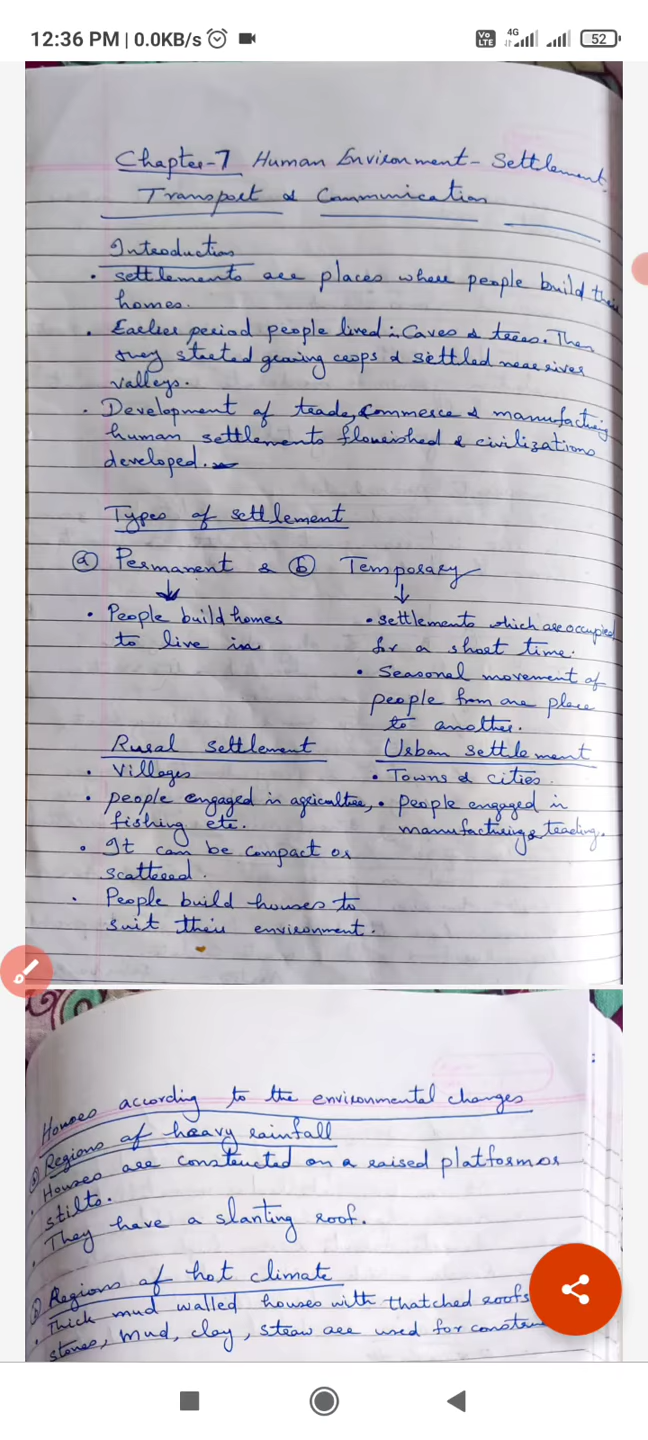 12:36 PM | 0.0KB/s
Vo LTE 4G 52
Chapter-7 Human Environment- Settlement,
Transport & Communication
Introduction
• settlements are places where people build their
homes.
• Earlier period people lived in Caves & trees. Then
they started growing crops & settled near river
valleys.
• Development of trade, commerce & manufacturing
human settlements flourished & civilizations
developed.
Types of settlement
ⓐ Permanent & ⓑ Temporary
• People build homes
to live in
• settlements which are occupied
for a short time.
• Seasonal movement of
people from one place
to another.
Rural settlement
• Villages
• people engaged in agriculture,
fishing etc.
• It can be compact or
scattered.
• People build houses to
suit their environment.
Urban settlement
• Towns & cities.
• People engaged in
manufacturing & trading.
Houses according to the environmental changes
Regions of heavy rainfall
• Houses are constructed on a raised platform or
stilts.
• They have a slanting roof.
Regions of hot climate
• Thick mud walled houses with thatched roofs
stones, mud, clay, straw are used for